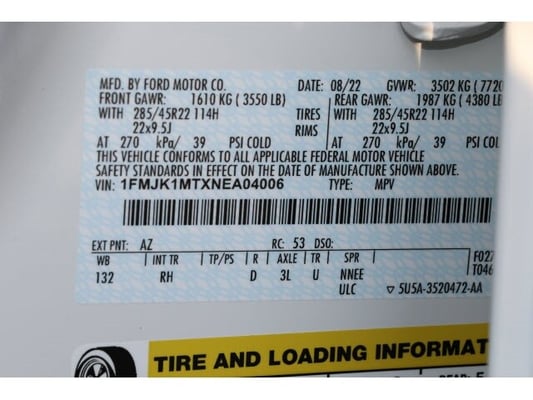 MFD. BY FORD MOTOR CO. DATE: 08/22 GVWR: 3502 KG ( 7720
FRONT GAWR: 1610 KG ( 3550 LB) REAR GAWR: 1987 KG ( 4380 LB
WITH 285/45R22 114H TIRES WITH 285/45R22 114H
22x9.5J RIMS 22x9.5J
AT 270 kPa/ 39 PSI COLD AT 270 kPa/ 39 PSI COL
THIS VEHICLE CONFORMS TO ALL APPLICABLE FEDERAL MOTOR VEHICLE
SAFETY STANDARDS IN EFFECT ON THE DATE OF MANUFACTURE SHOWN ABOVE.
VIN: 1FMJK1MTXNEA04006 TYPE: MPV
EXT PNT: AZ RC: 53 DSO:
WB INT TR TP/PS R AXLE TR SPR F027
132 RH D 3L U NNEE T046
ULC ▽ 5U5A-3520472-AA
TIRE AND LOADING INFORMAT